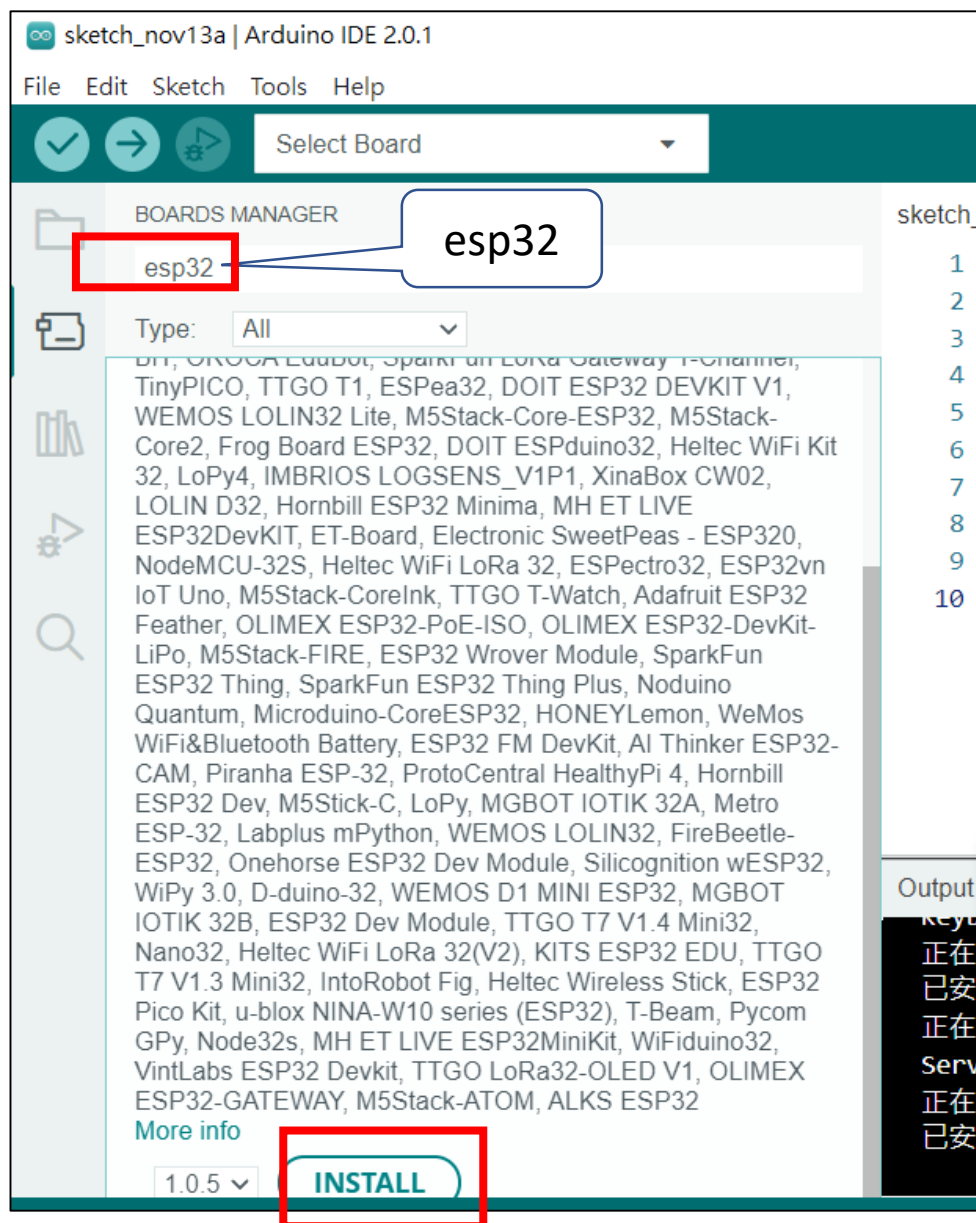 sketch_nov13a | Arduino IDE 2.0.1
File Edit Sketch Tools Help
Select Board
BOARDS MANAGER
esp32
esp32
Type: All
BIT, OROCA EduBot, SparkFun LoRa Gateway 1-Channel,
TinyPICO, TTGO T1, ESPea32, DOIT ESP32 DEVKIT V1,
WEMOS LOLIN32 Lite, M5Stack-Core-ESP32, M5Stack-
Core2, Frog Board ESP32, DOIT ESPduino32, Heltec WiFi Kit
32, LoPy4, IMBRIOS LOGSENS_V1P1, XinaBox CW02,
LOLIN D32, Hornbill ESP32 Minima, MH ET LIVE
ESP32DevKIT, ET-Board, Electronic SweetPeas - ESP320,
NodeMCU-32S, Heltec WiFi LoRa 32, ESPectro32, ESP32vn
IoT Uno, M5Stack-CoreInk, TTGO T-Watch, Adafruit ESP32
Feather, OLIMEX ESP32-PoE-ISO, OLIMEX ESP32-DevKit-
LiPo, M5Stack-FIRE, ESP32 Wrover Module, SparkFun
ESP32 Thing, SparkFun ESP32 Thing Plus, Noduino
Quantum, Microduino-CoreESP32, HONEYLemon, WeMos
WiFi&Bluetooth Battery, ESP32 FM DevKit, AI Thinker ESP32-
CAM, Piranha ESP-32, ProtoCentral HealthyPi 4, Hornbill
ESP32 Dev, M5Stick-C, LoPy, MGBOT IOTIK 32A, Metro
ESP-32, Labplus mPython, WEMOS LOLIN32, FireBeetle-
ESP32, Onehorse ESP32 Dev Module, Silicognition wESP32,
WiPy 3.0, D-duino-32, WEMOS D1 MINI ESP32, MGBOT
IOTIK 32B, ESP32 Dev Module, TTGO T7 V1.4 Mini32,
Nano32, Heltec WiFi LoRa 32(V2), KITS ESP32 EDU, TTGO
T7 V1.3 Mini32, IntoRobot Fig, Heltec Wireless Stick, ESP32
Pico Kit, u-blox NINA-W10 series (ESP32), T-Beam, Pycom
GPy, Node32s, MH ET LIVE ESP32MiniKit, WiFiduino32,
VintLabs ESP32 Devkit, TTGO LoRa32-OLED V1, OLIMEX
ESP32-GATEWAY, M5Stack-ATOM, ALKS ESP32
More info
1.0.5 INSTALL
sketch_
1
2
3
4
5
6
7
8
9
10
Output
正在
已安
正在
Serv
正在
已安